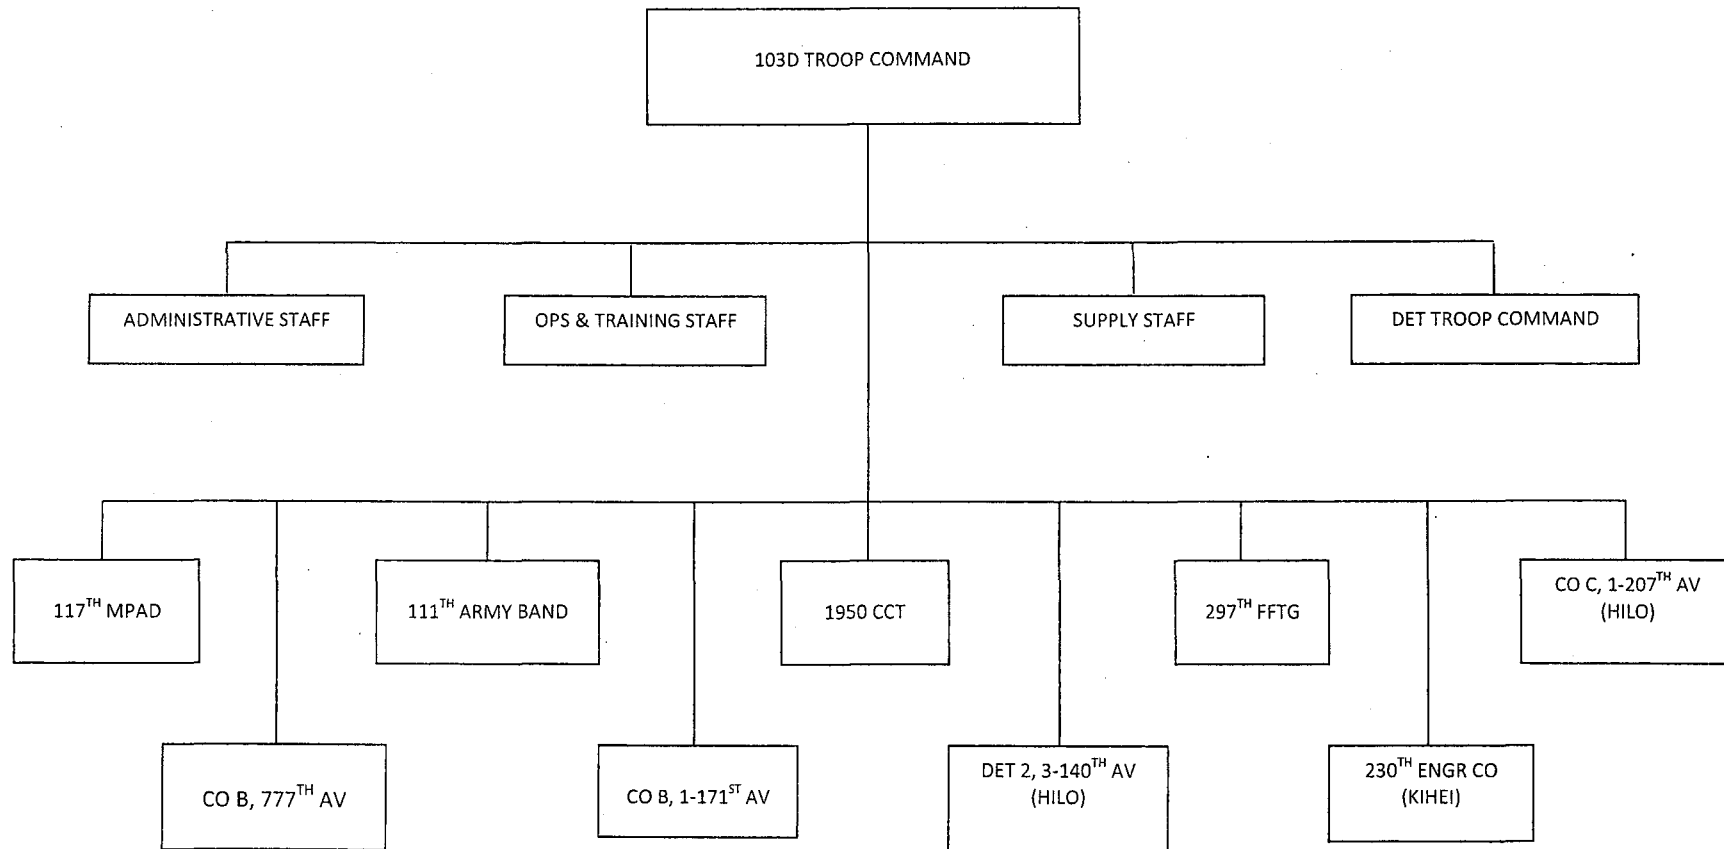 103D TROOP COMMAND
ADMINISTRATIVE STAFF
OPS & TRAINING STAFF
SUPPLY STAFF
DET TROOP COMMAND
117TH MPAD
111TH ARMY BAND
1950 CCT
297TH FFTG
CO C, 1-207TH AV
(HILO)
CO B, 777TH AV
CO B, 1-171ST AV
DET 2, 3-140TH AV
(HILO)
230TH ENGR CO
(KIHEI)